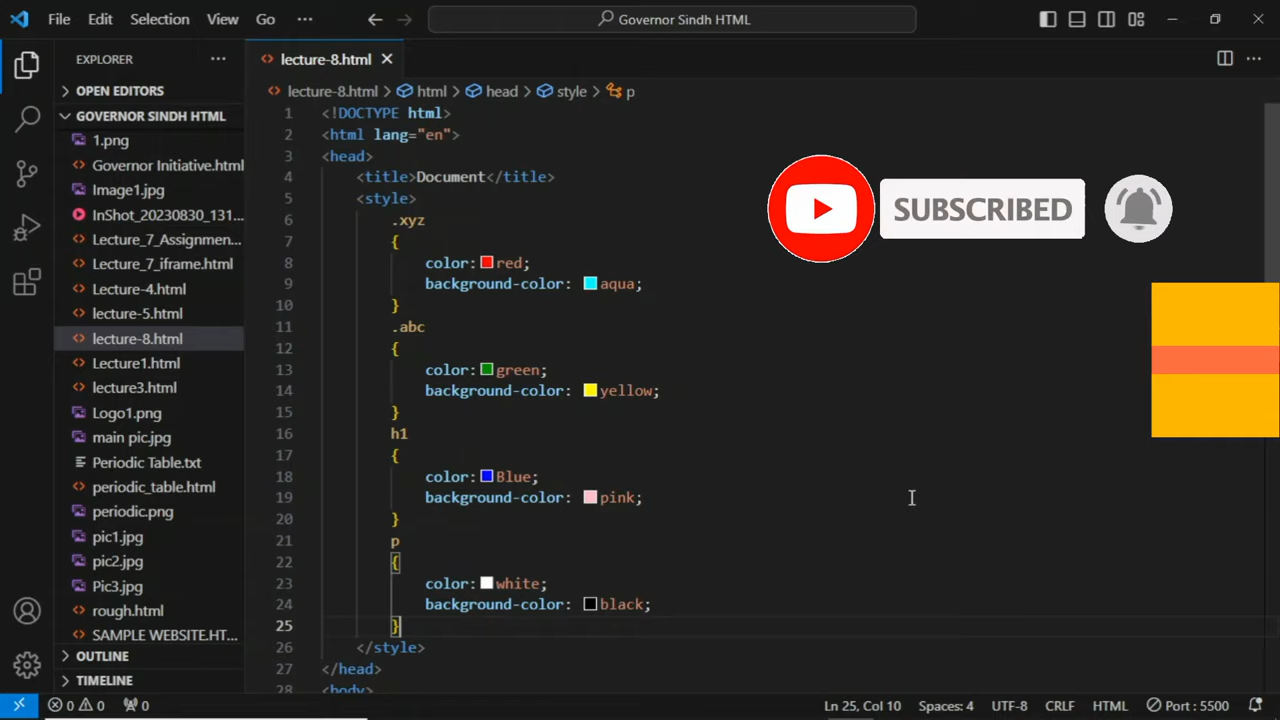 File Edit Selection View Go ··· Governor Sindh HTML
EXPLORER ···
OPEN EDITORS
GOVERNOR SINDH HTML
1.png
Governor Initiative.html
Image1.jpg
InShot_20230830_131...
Lecture_7_Assignmen...
Lecture_7_iframe.html
Lecture-4.html
lecture-5.html
lecture-8.html
Lecture1.html
lecture3.html
Logo1.png
main pic.jpg
Periodic Table.txt
periodic_table.html
periodic.png
pic1.jpg
pic2.jpg
Pic3.jpg
rough.html
SAMPLE WEBSITE.HT...
OUTLINE
TIMELINE
lecture-8.html
lecture-8.html > html > head > style > p
1 <!DOCTYPE html>
2 <html lang="en">
3 <head>
4 <title>Document</title>
5 <style>
6 .xyz
7 {
8 color: red;
9 background-color: aqua;
10 }
11 .abc
12 {
13 color: green;
14 background-color: yellow;
15 }
16 h1
17 {
18 color: Blue;
19 background-color: pink;
20 }
21 p
22 {
23 color: white;
24 background-color: black;
25 }
26 </style>
27 </head>
28 <body>
SUBSCRIBED
0 0 0 Ln 25, Col 10 Spaces: 4 UTF-8 CRLF HTML Port : 5500